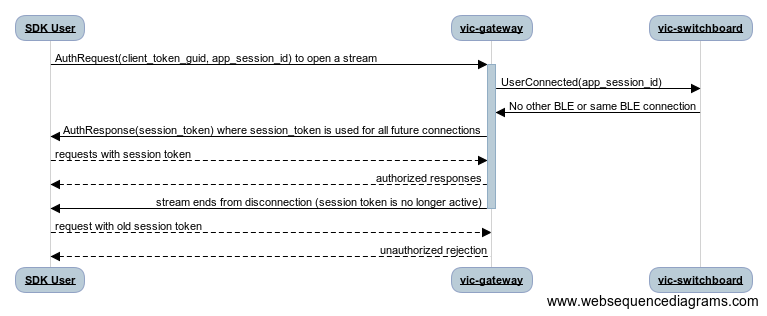 SDK User
vic-gateway
vic-switchboard
AuthRequest(client_token_guid, app_session_id) to open a stream
UserConnected(app_session_id)
No other BLE or same BLE connection
AuthResponse(session_token) where session_token is used for all future connections
requests with session token
authorized responses
stream ends from disconnection (session token is no longer active)
request with old session token
unauthorized rejection
SDK User
vic-gateway
vic-switchboard
www.websequencediagrams.com